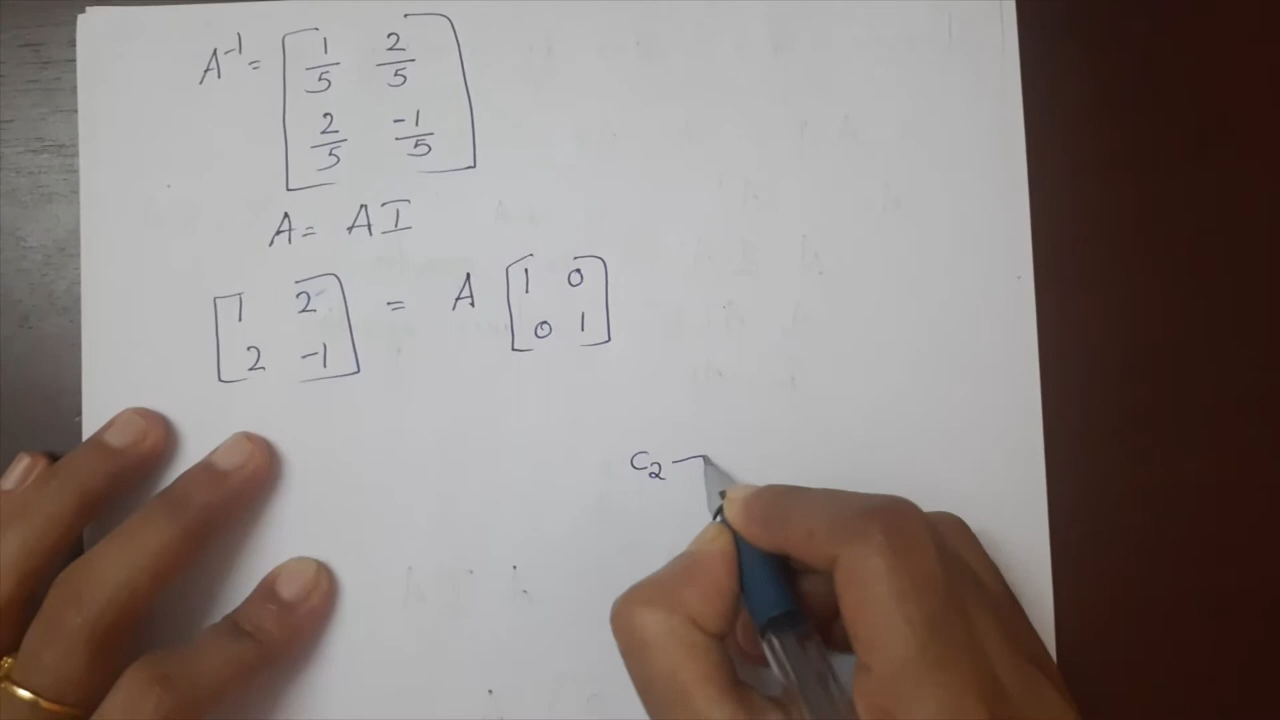 A⁻¹ = [1/5 2/5
2/5 -1/5]
A = AI
[1 2
2 -1] = A [1 0
0 1]
C₂ —